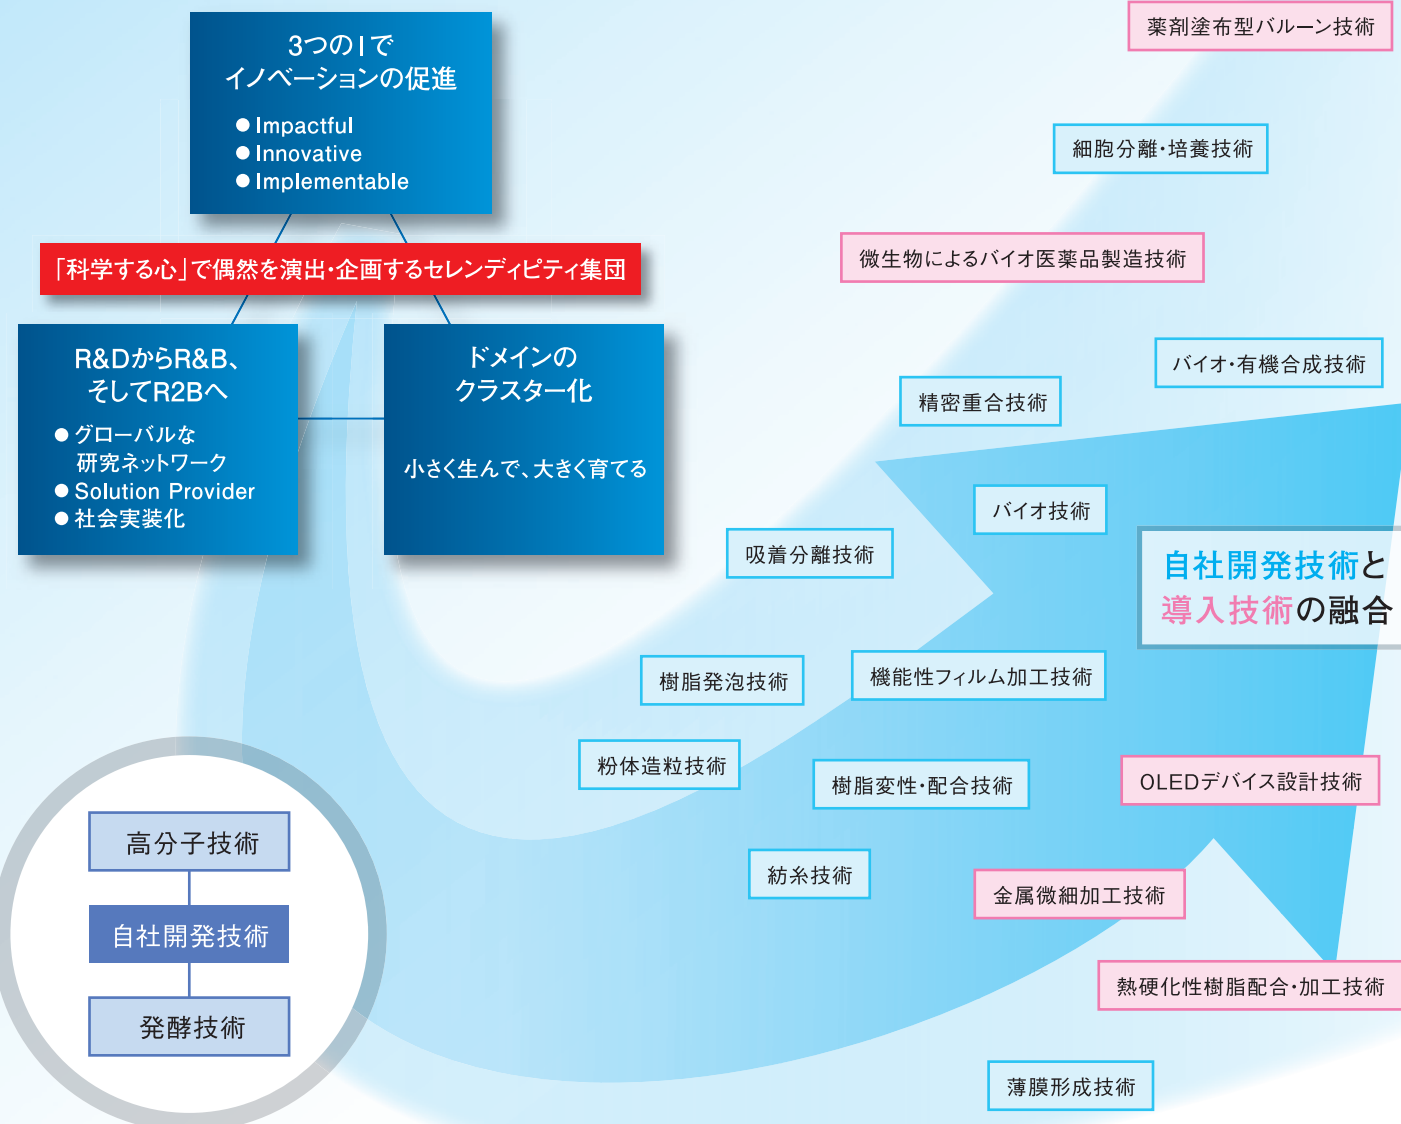 3つのIで
イノベーションの促進
● Impactful
● Innovative
● Implementable
「科学する心」で偶然を演出・企画するセレンディピティ集団
R&DからR&B、
そしてR2Bへ
● グローバルな
研究ネットワーク
● Solution Provider
● 社会実装化
ドメインの
クラスター化
小さく生んで、大きく育てる
薬剤塗布型バルーン技術
細胞分離・培養技術
微生物によるバイオ医薬品製造技術
バイオ・有機合成技術
精密重合技術
バイオ技術
吸着分離技術
自社開発技術と
導入技術の融合
樹脂発泡技術
機能性フィルム加工技術
粉体造粒技術
樹脂変性・配合技術
OLEDデバイス設計技術
紡糸技術
金属微細加工技術
熱硬化性樹脂配合・加工技術
薄膜形成技術
高分子技術
自社開発技術
発酵技術